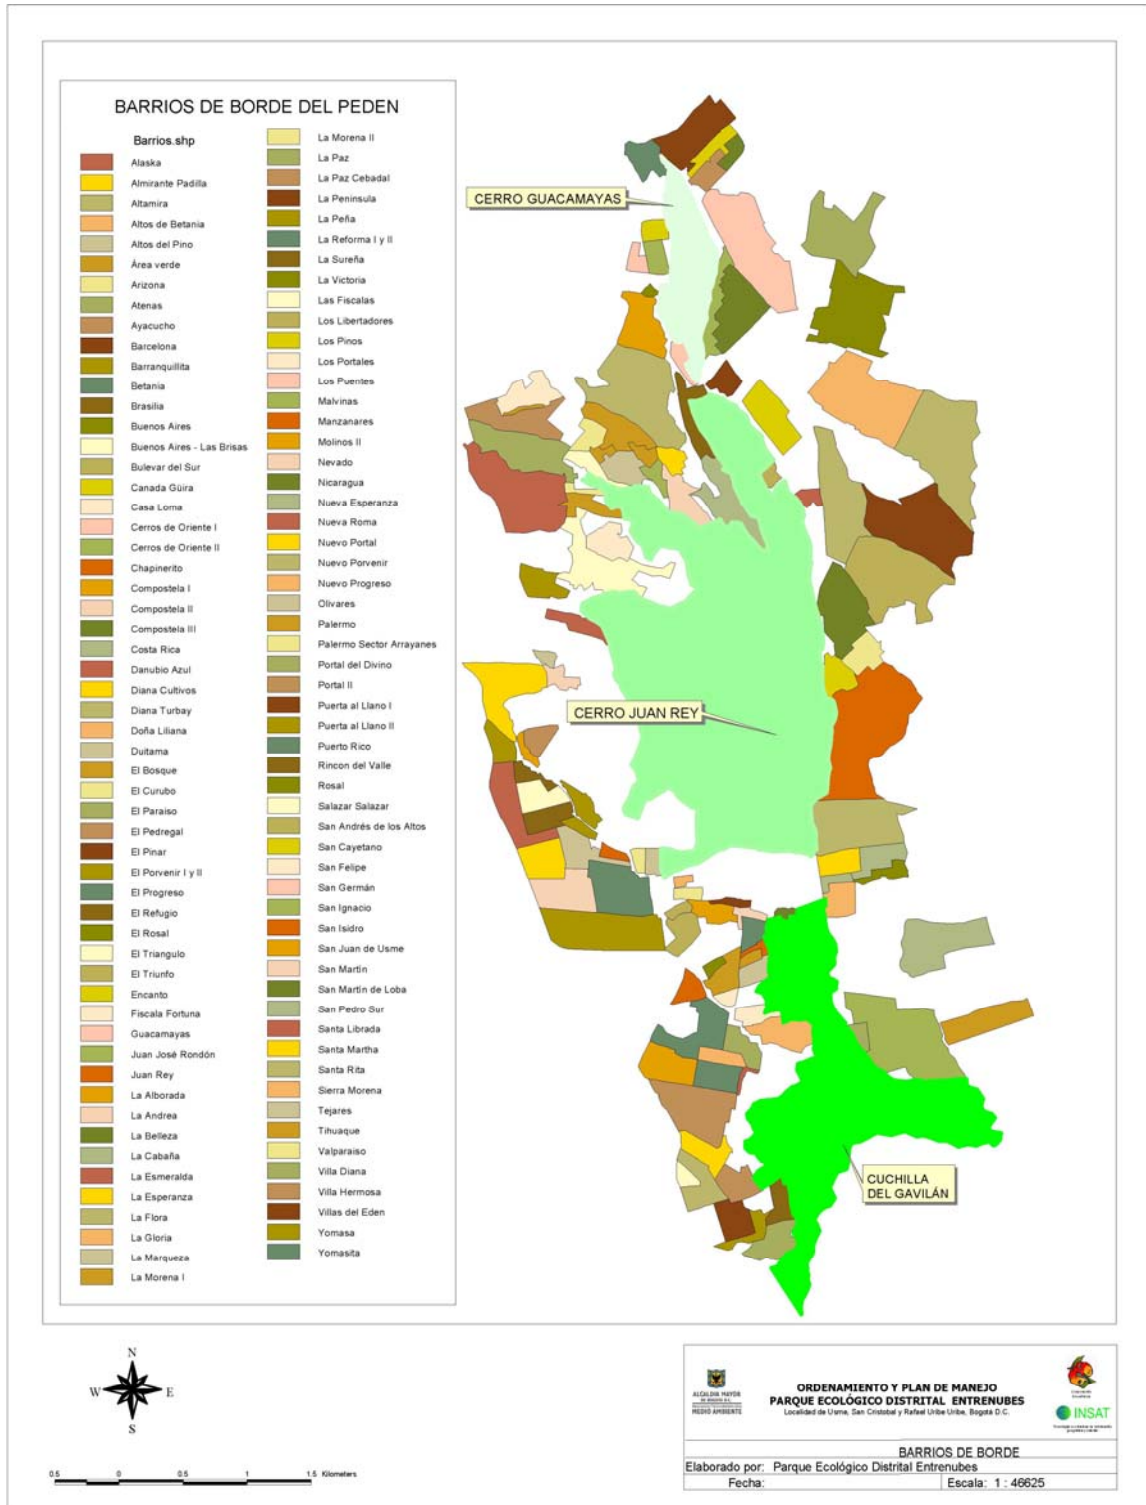 BARRIOS DE BORDE DEL PEDEN
Barrios.shp
Alaska
Almirante Padilla
Altamira
Altos de Betania
Altos del Pino
Área verde
Arizona
Atenas
Ayacucho
Barcelona
Barranquillita
Betania
Brasilia
Buenos Aires
Buenos Aires - Las Brisas
Bulevar del Sur
Canada Güira
Casa Loma
Cerros de Oriente I
Cerros de Oriente II
Chapinerito
Compostela I
Compostela II
Compostela III
Costa Rica
Danubio Azul
Diana Cultivos
Diana Turbay
Doña Liliana
Duitama
El Bosque
El Curubo
El Paraiso
El Pedregal
El Pinar
El Porvenir I y II
El Progreso
El Refugio
El Rosal
El Triangulo
El Triunfo
Encanto
Fiscala Fortuna
Guacamayas
Juan José Rondón
Juan Rey
La Alborada
La Andrea
La Belleza
La Cabaña
La Esmeralda
La Esperanza
La Flora
La Gloria
La Marqueza
La Morena I
La Morena II
La Paz
La Paz Cebadal
La Peninsula
La Peña
La Reforma I y II
La Sureña
La Victoria
Las Fiscalas
Los Libertadores
Los Pinos
Los Portales
Los Puentes
Malvinas
Manzanares
Molinos II
Nevado
Nicaragua
Nueva Esperanza
Nueva Roma
Nuevo Portal
Nuevo Porvenir
Nuevo Progreso
Olivares
Palermo
Palermo Sector Arrayanes
Portal del Divino
Portal II
Puerta al Llano I
Puerta al Llano II
Puerto Rico
Rincon del Valle
Rosal
Salazar Salazar
San Andrés de los Altos
San Cayetano
San Felipe
San Germán
San Ignacio
San Isidro
San Juan de Usme
San Martín
San Martín de Loba
San Pedro Sur
Santa Librada
Santa Martha
Santa Rita
Sierra Morena
Tejares
Tihuaque
Valparaiso
Villa Diana
Villa Hermosa
Villas del Eden
Yomasa
Yomasita
CERRO GUACAMAYAS
CERRO JUAN REY
CUCHILLA
DEL GAVILÁN
N
W E
S
0.5 0 0.5 1 1.5 Kilometers
ALCALDIA MAYOR
MEDIO AMBIENTE
ORDENAMIENTO Y PLAN DE MANEJO
PARQUE ECOLÓGICO DISTRITAL ENTRENUBES
Localidad de Usme, San Cristobal y Rafael Uribe Uribe, Bogotá D.C.
INSAT
BARRIOS DE BORDE
Elaborado por: Parque Ecológico Distrital Entrenubes
Fecha:
Escala: 1 : 46625